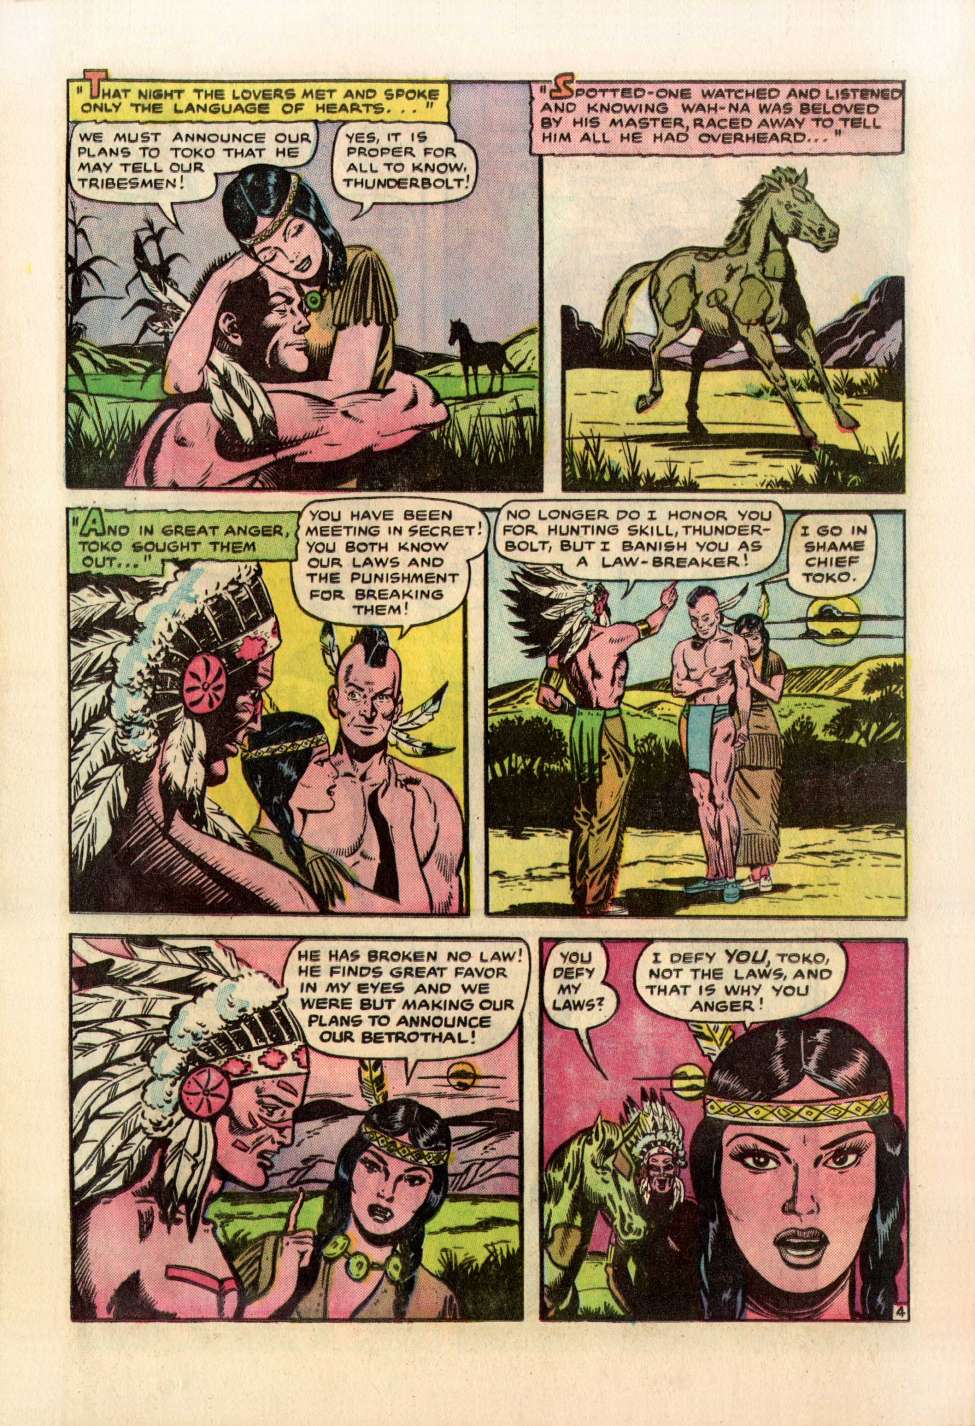 "THAT NIGHT THE LOVERS MET AND SPOKE
ONLY THE LANGUAGE OF HEARTS..."
WE MUST ANNOUNCE OUR
PLANS TO TOKO THAT HE
MAY TELL OUR
TRIBESMEN!
YES, IT IS
PROPER FOR
ALL TO KNOW,
THUNDERBOLT!
"SPOTTED-ONE WATCHED AND LISTENED
AND KNOWING WAH-NA WAS BELOVED
BY HIS MASTER, RACED AWAY TO TELL
HIM ALL HE HAD OVERHEARD..."
"AND IN GREAT ANGER,
TOKO SOUGHT THEM
OUT..."
YOU HAVE BEEN
MEETING IN SECRET!
YOU BOTH KNOW
OUR LAWS AND
THE PUNISHMENT
FOR BREAKING
THEM!
NO LONGER DO I HONOR YOU
FOR HUNTING SKILL, THUNDER-
BOLT, BUT I BANISH YOU AS
A LAW-BREAKER!
I GO IN
SHAME
CHIEF
TOKO.
HE HAS BROKEN NO LAW!
HE FINDS GREAT FAVOR
IN MY EYES AND WE
WERE BUT MAKING OUR
PLANS TO ANNOUNCE
OUR BETROTHAL!
YOU
DEFY
MY
LAWS?
I DEFY YOU, TOKO,
NOT THE LAWS, AND
THAT IS WHY YOU
ANGER!
4